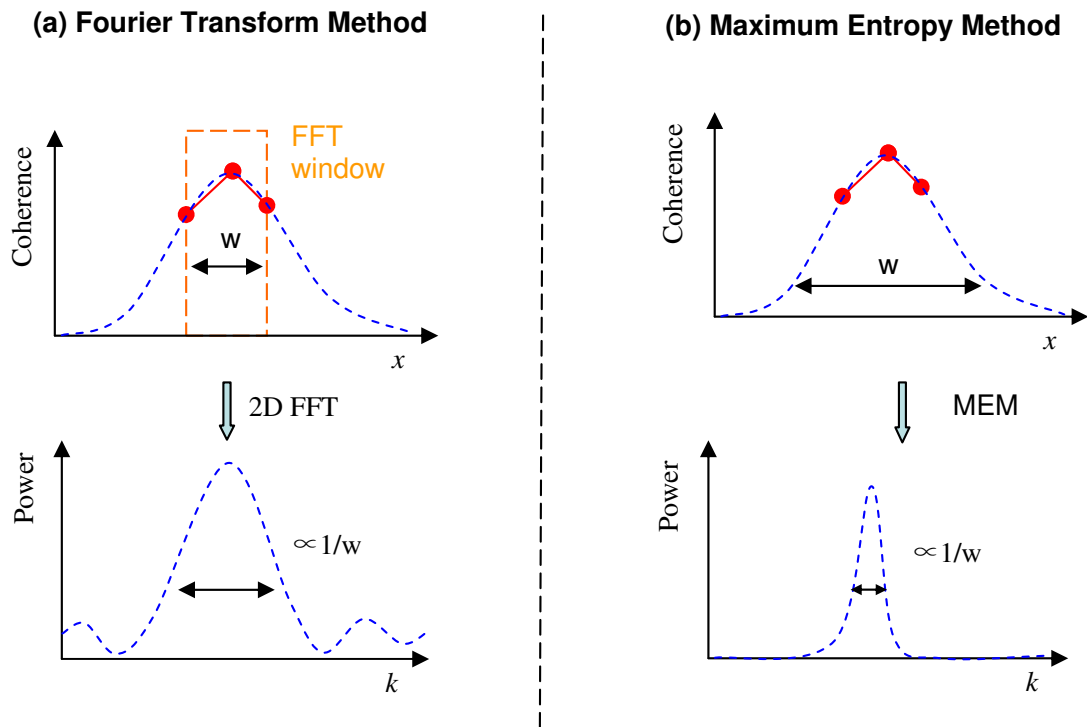 (a) Fourier Transform Method
FFT
window
Coherence
w
x
2D FFT
Power
∝1/w
k
(b) Maximum Entropy Method
Coherence
w
x
MEM
Power
∝1/w
k